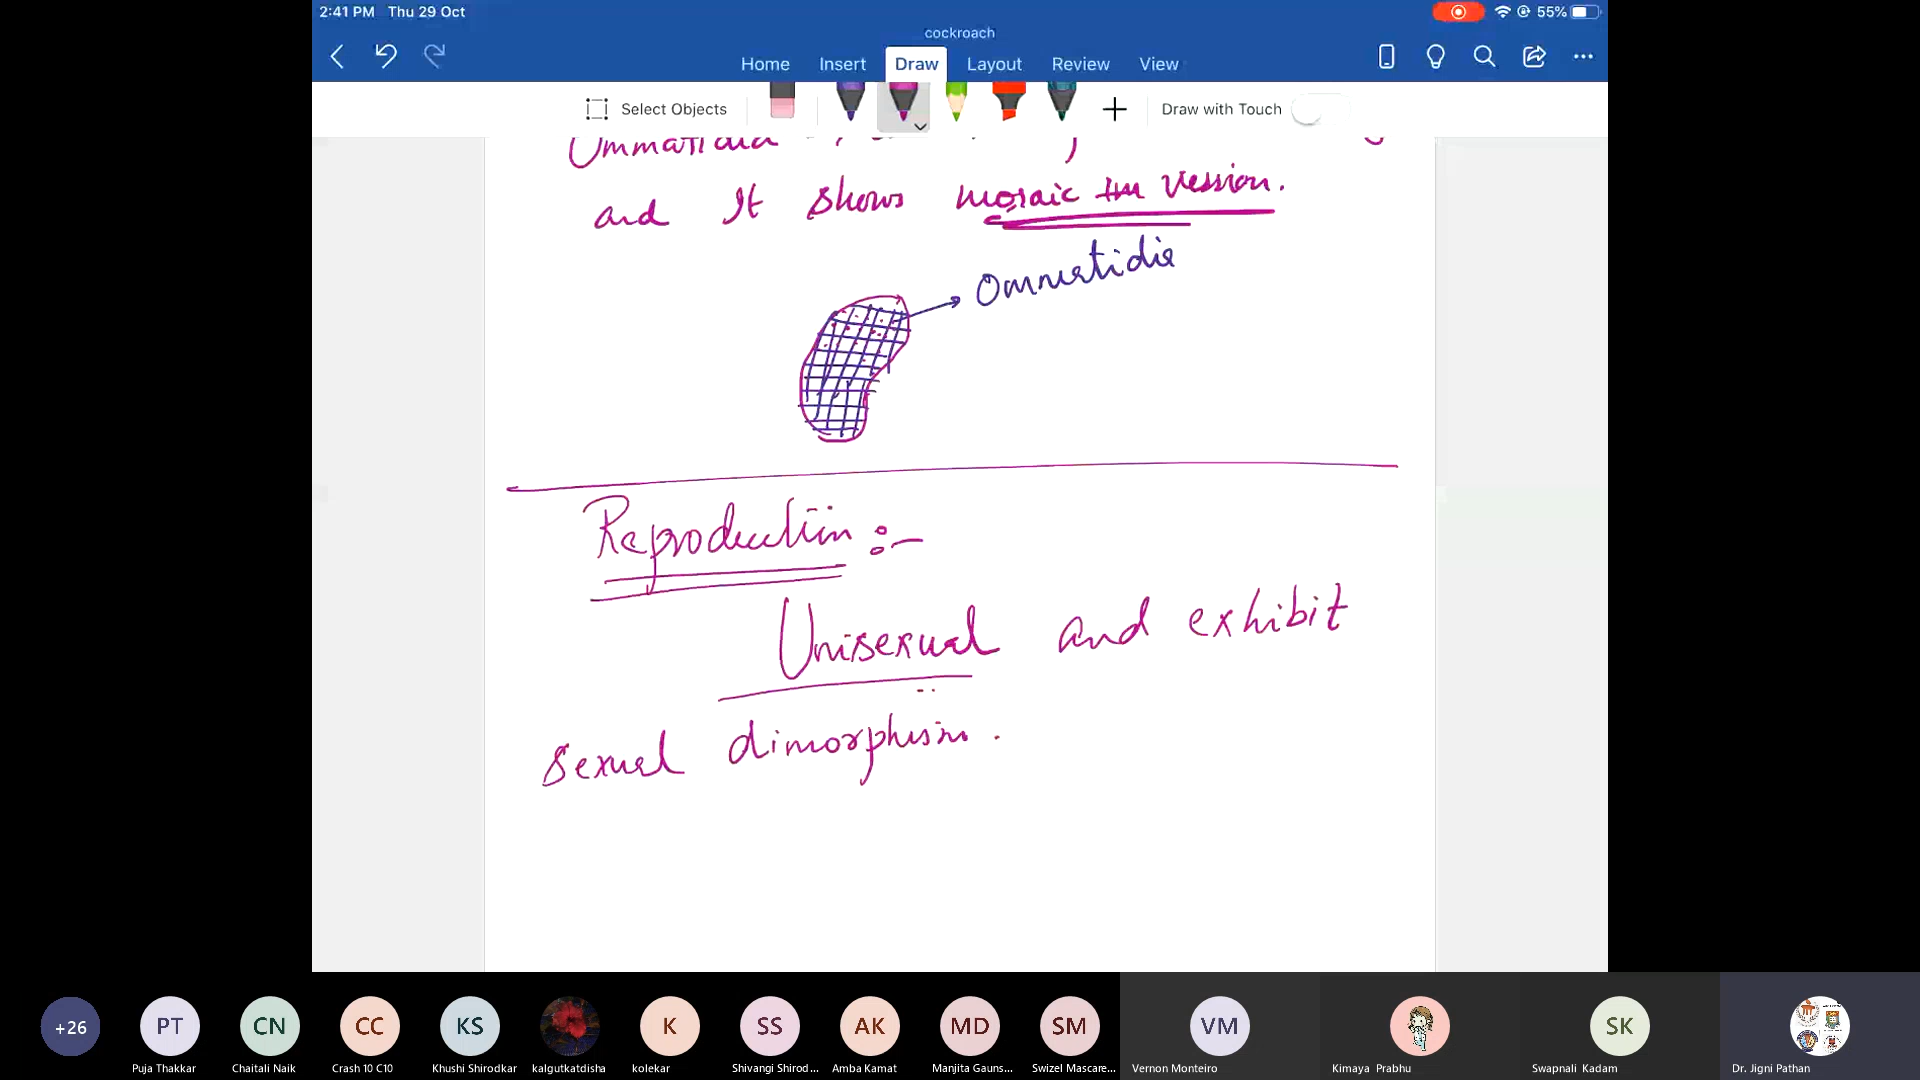 2:41 PM Thu 29 Oct
55%
cockroach
Home Insert Draw Layout Review View
Select Objects
Draw with Touch
Ommatidia
and It shows mosaic vession.
Ommatidia
Reproduction :-
Unisexual and exhibit
sexual dimorphism.
+26 PT CN CC KS K SS AK MD SM VM SK
Puja Thakkar Chaitali Naik Crash 10 C10 Khushi Shirodkar kalgutkatdisha kolekar Shivangi Shirod... Amba Kamat Manjita Gauns... Swizel Mascare... Vernon Monteiro Kimaya Prabhu Swapnali Kadam Dr. Jigni Pathan